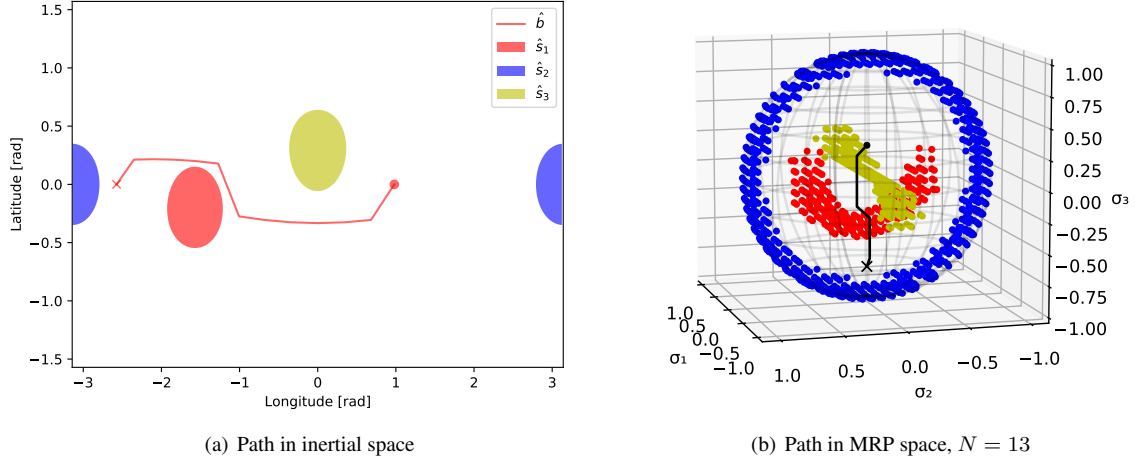 1.5
1.0
0.5
0.0
−0.5
−1.0
−1.5
Latitude [rad]
−3 −2 −1 0 1 2 3
Longitude [rad]
b̂
ŝ₁
ŝ₂
ŝ₃
(a) Path in inertial space
1.00
0.75
0.50
0.25
0.00
−0.25
−0.50
−0.75
−1.00
σ₃
1.0
0.5
0.0
−0.5
−1.0
σ₁
1.0 0.5 0.0 −0.5 −1.0
σ₂
(b) Path in MRP space, N = 13